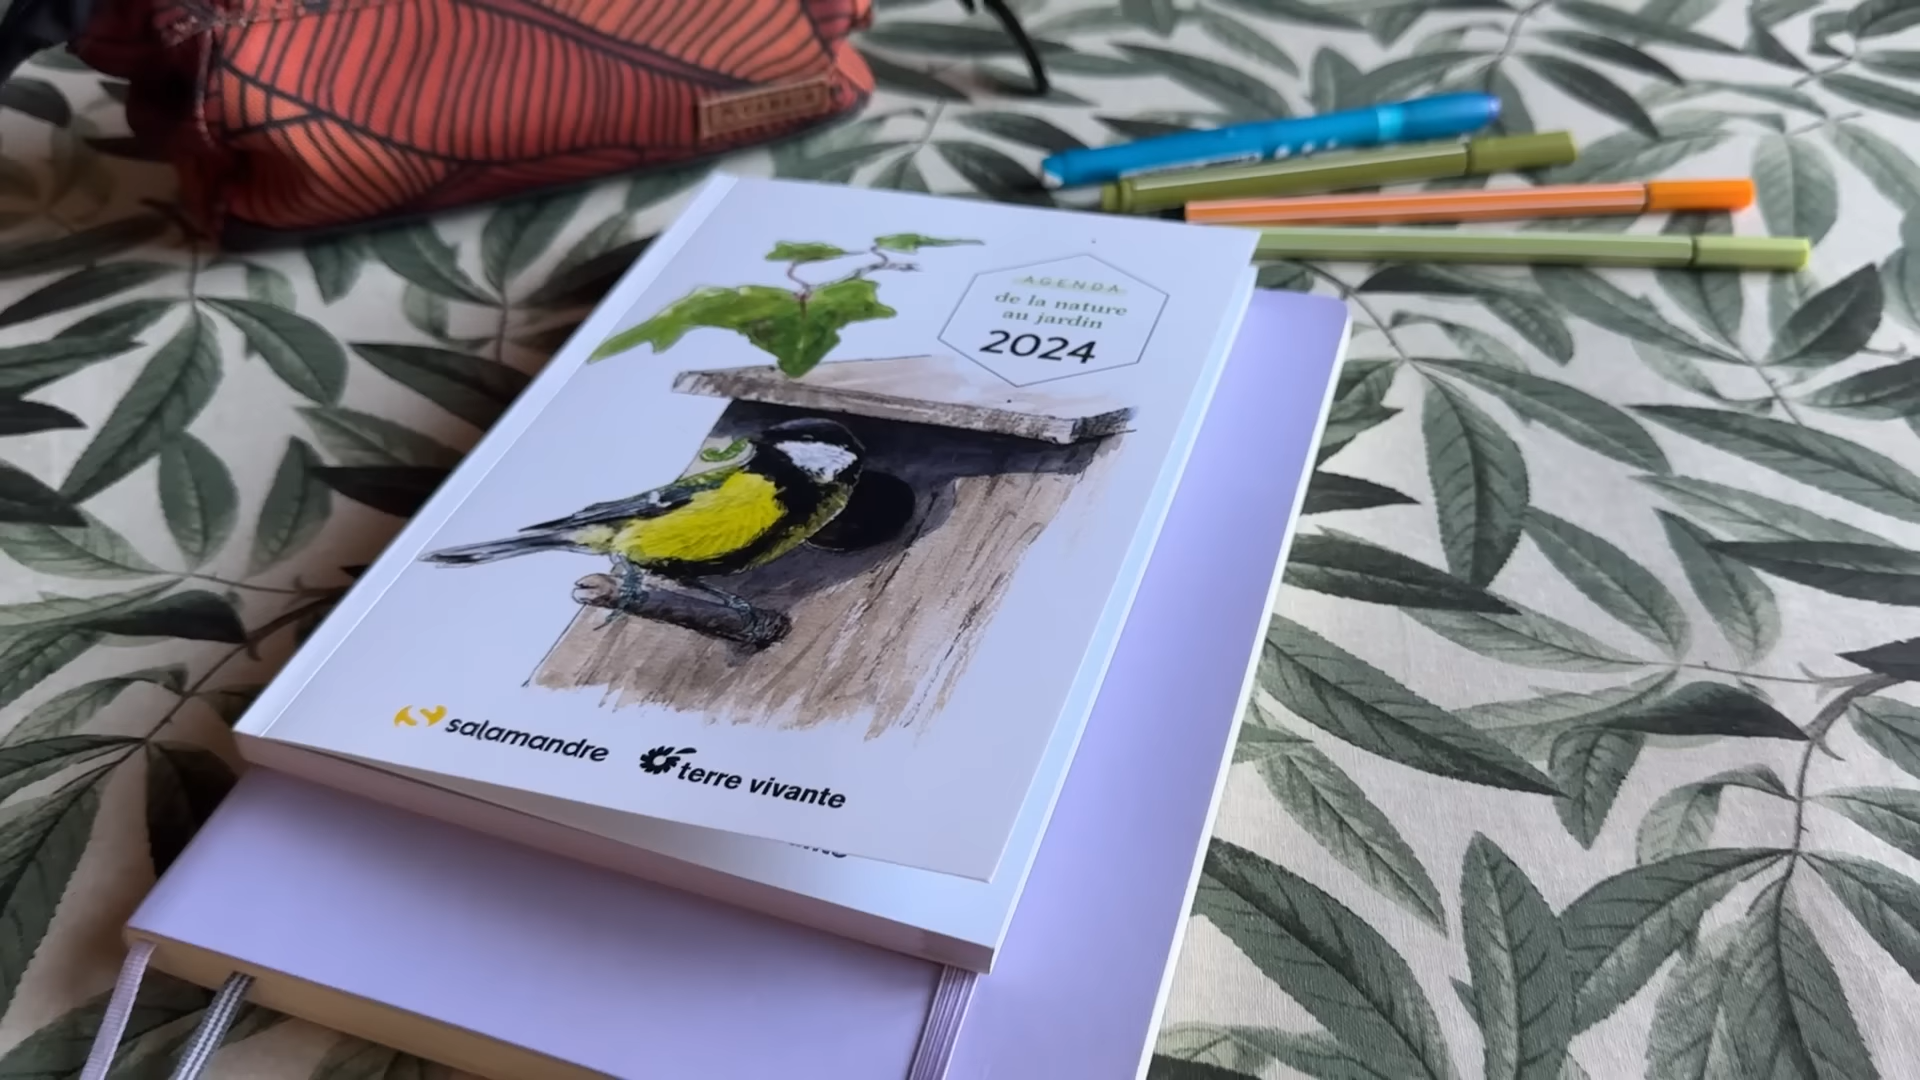 AGENDA
de la nature
au jardin
2024
salamandre
terre vivante